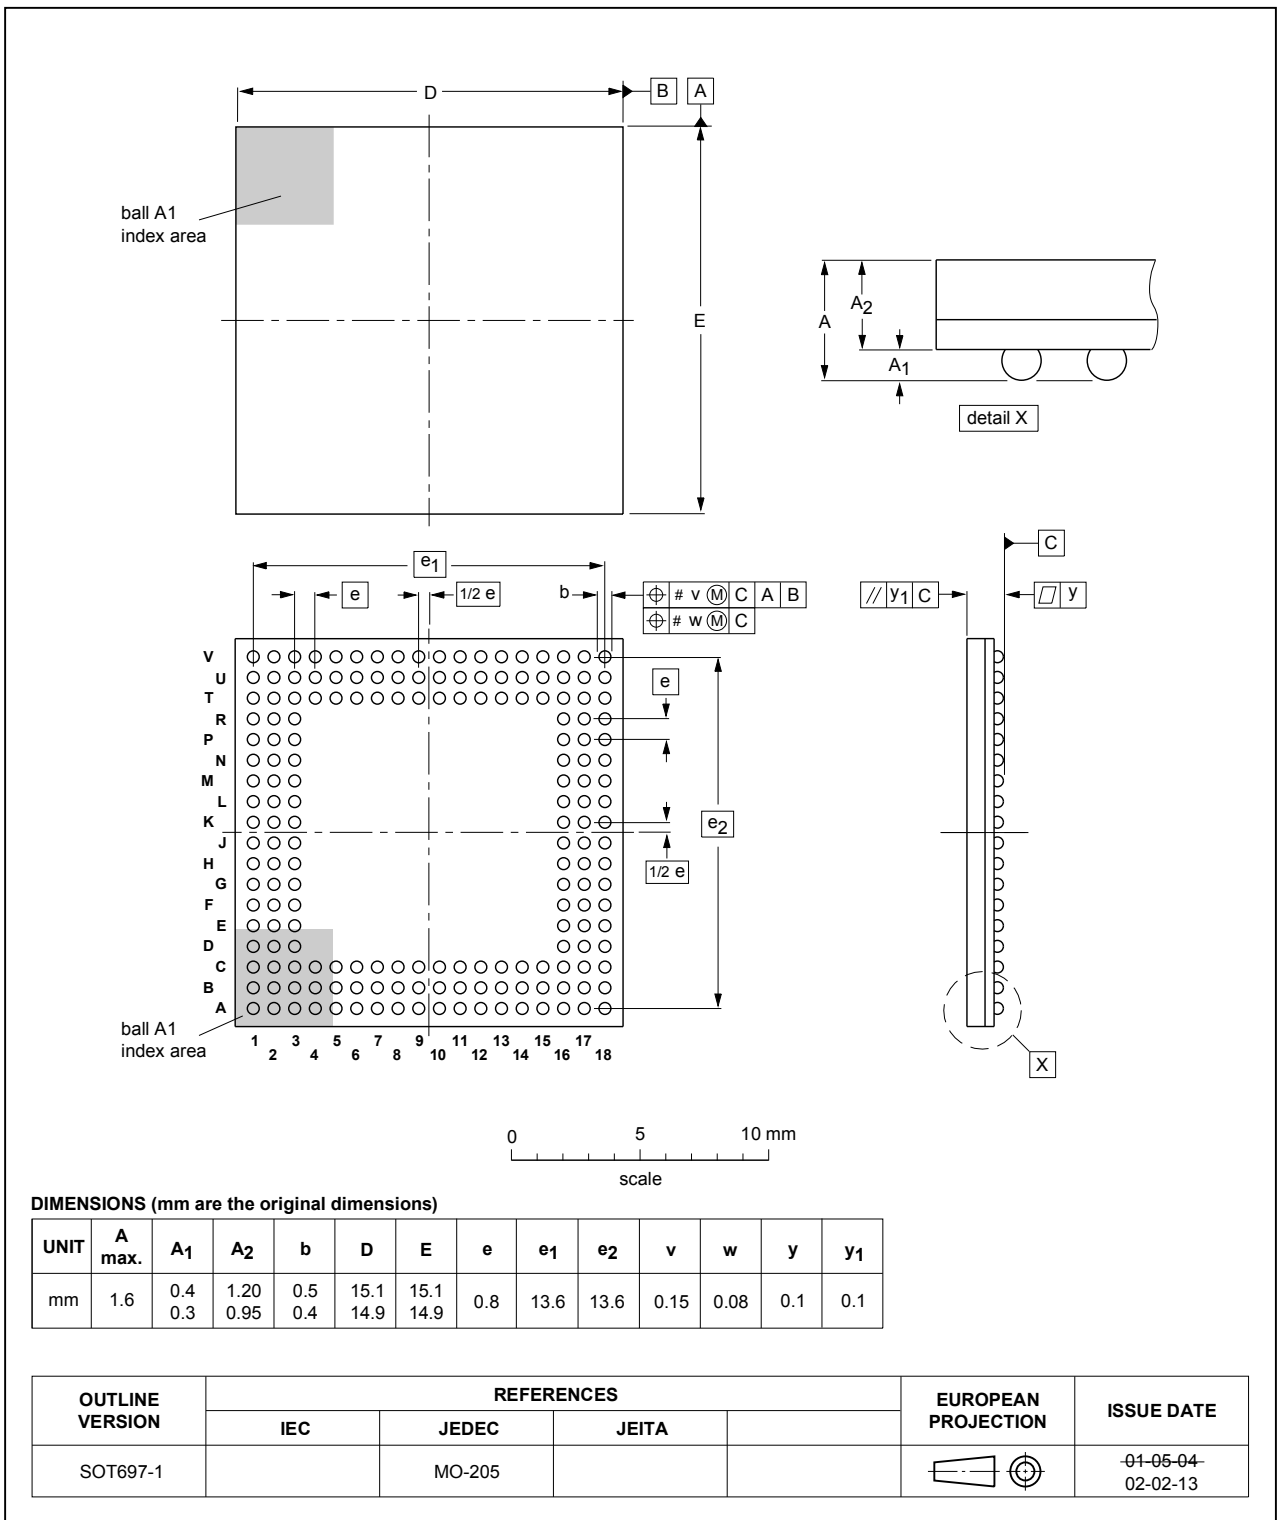 D
B
A
ball A1
index area
E
A
A2
A1
detail X
e1
e
1/2 e
b
# v M C A B
# w M C
C
// y1 C
y
V
U
T
R
P
N
M
L
K
J
H
G
F
E
D
C
B
A
e
e2
1/2 e
ball A1
index area
1 3 5 7 9 11 13 15 17
2 4 6 8 10 12 14 16 18
X
0 5 10 mm
scale
DIMENSIONS (mm are the original dimensions)
UNIT A max. A1 A2 b D E e e1 e2 v w y y1
mm 1.6 0.4 1.20 0.5 15.1 15.1 0.8 13.6 13.6 0.15 0.08 0.1 0.1
0.3 0.95 0.4 14.9 14.9
OUTLINE VERSION
REFERENCES
EUROPEAN PROJECTION
ISSUE DATE
IEC JEDEC JEITA
SOT697-1 MO-205
01-05-04
02-02-13